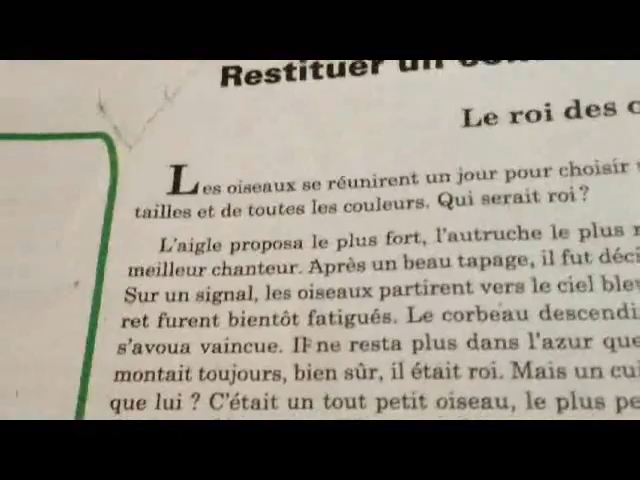 Restituer un
Le roi des
Les oiseaux se réunirent un jour pour choisir
tailles et de toutes les couleurs. Qui serait roi ?
L'aigle proposa le plus fort, l'autruche le plus
meilleur chanteur. Après un beau tapage, il fut
Sur un signal, les oiseaux partirent vers le ciel
ret furent bientôt fatigués. Le corbeau
s'avoua vaincue. Il ne resta plus dans l'azur que
montait toujours, bien sûr, il était roi. Mais un
que lui ? C'était un tout petit oiseau, le plus